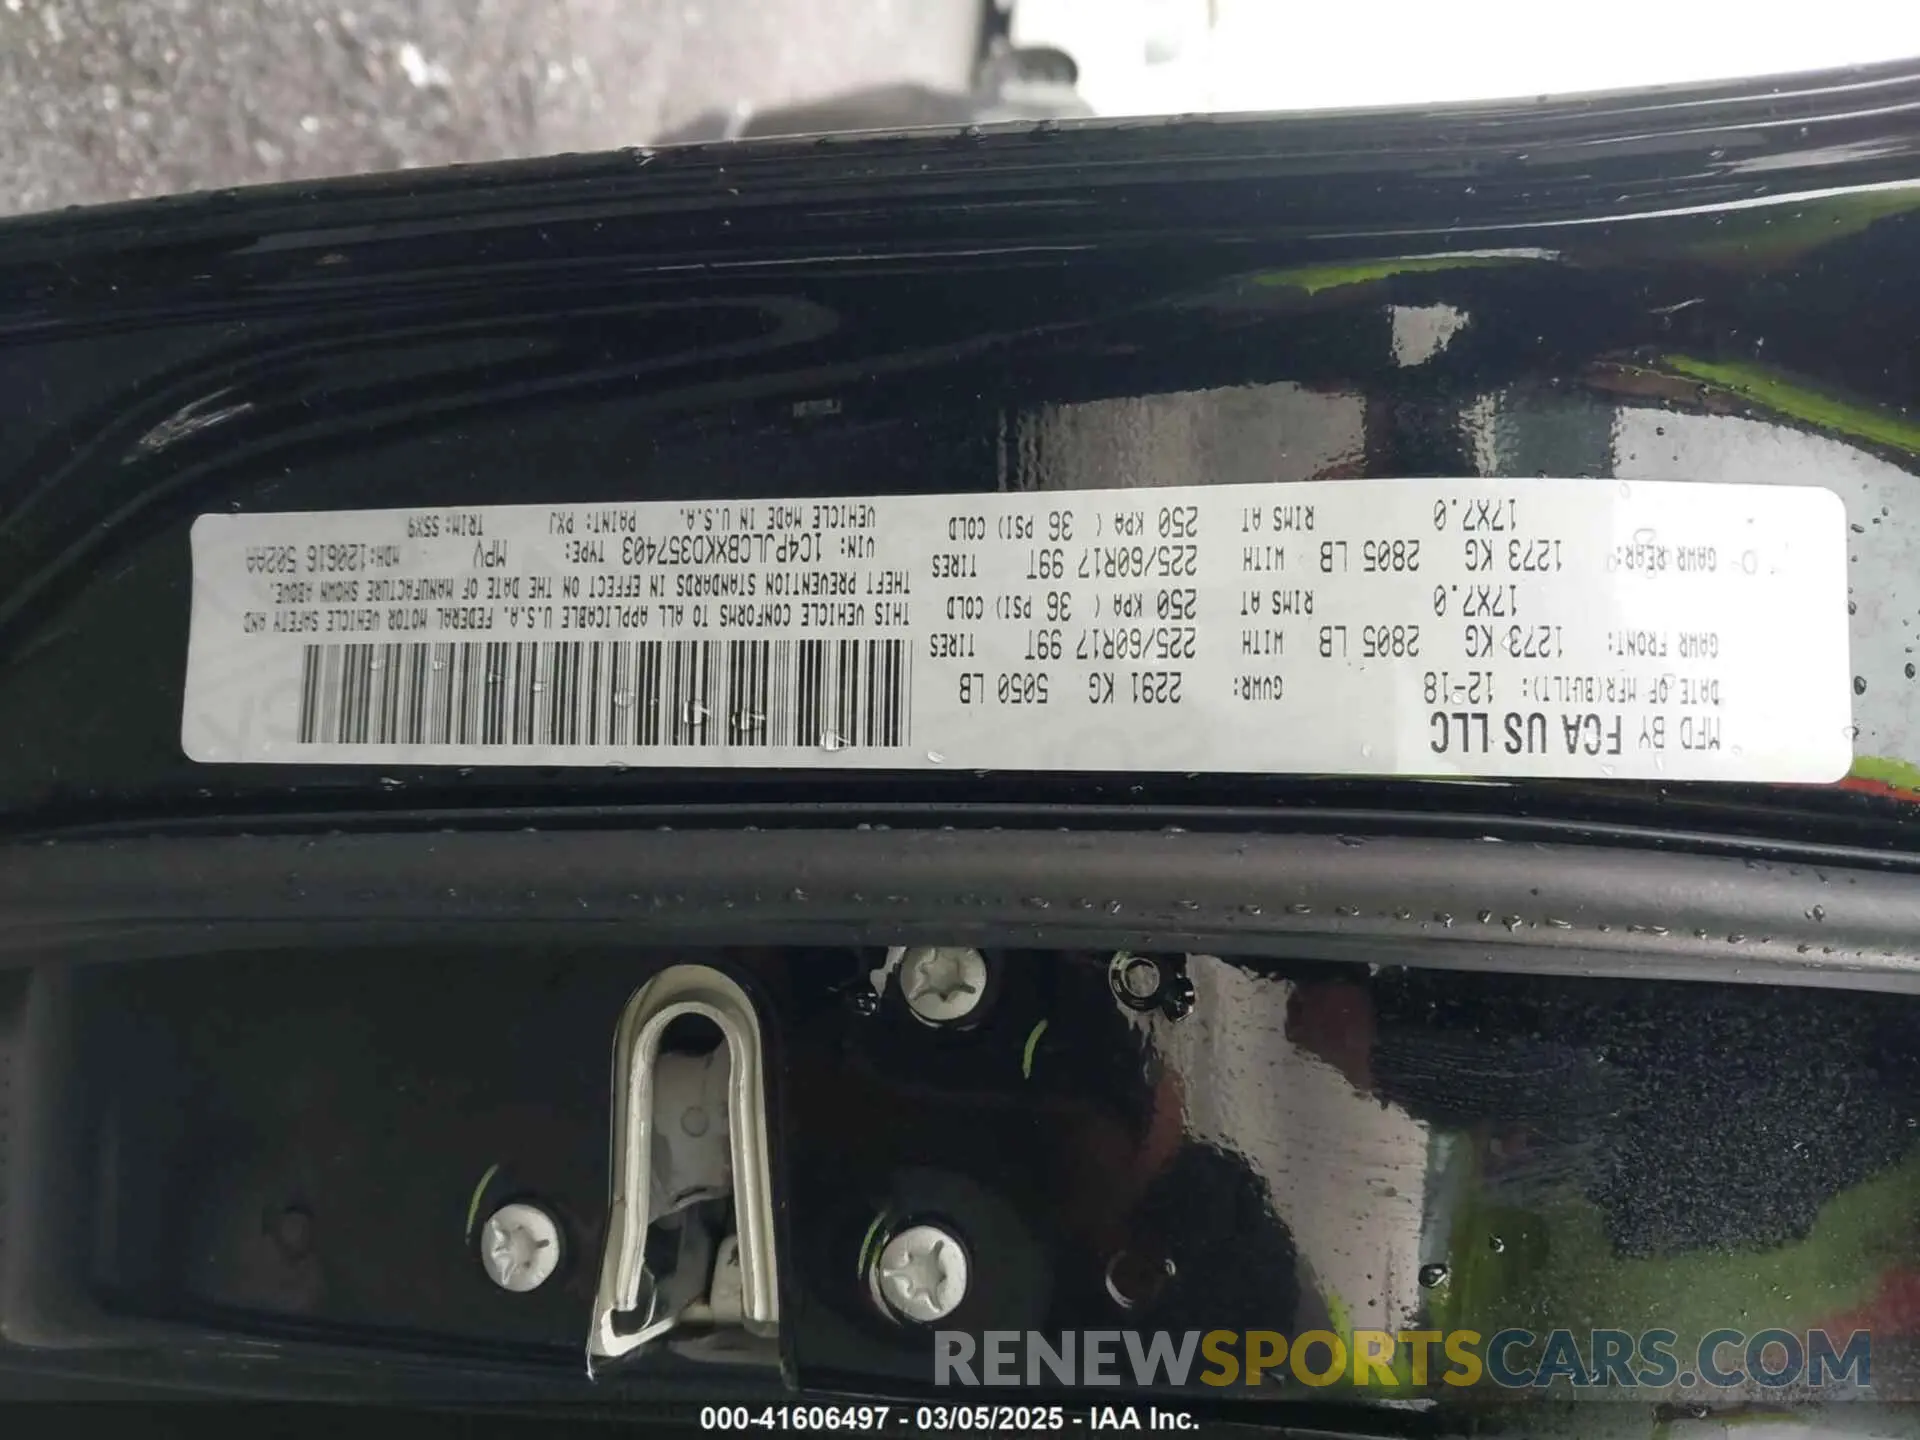 MFD BY FCA US LLC
DATE OF MFR(BUILT): 12-18 GVWR: 2291 KG 5050 LB
GAWR FRONT: 1273 KG 2805 LB WITH 225/60R17 99T TIRES
17X7.0 RIMS AT 250 KPA ( 36 PSI) COLD
GAWR REAR: 1273 KG 2805 LB WITH 225/60R17 99T TIRES
17X7.0 RIMS AT 250 KPA ( 36 PSI) COLD
THIS VEHICLE CONFORMS TO ALL APPLICABLE U.S.A. FEDERAL MOTOR VEHICLE SAFETY AND
THEFT PREVENTION STANDARDS IN EFFECT ON THE DATE OF MANUFACTURE SHOWN ABOVE.
VIN: 1C4PJLCBXKD357403 TYPE: MPV MDH:120616 502AA
VEHICLE MADE IN U.S.A. PAINT: PXJ TRIM: S5X9
RENEWSPORTSCARS.COM
000-41606497 - 03/05/2025 - IAA Inc.